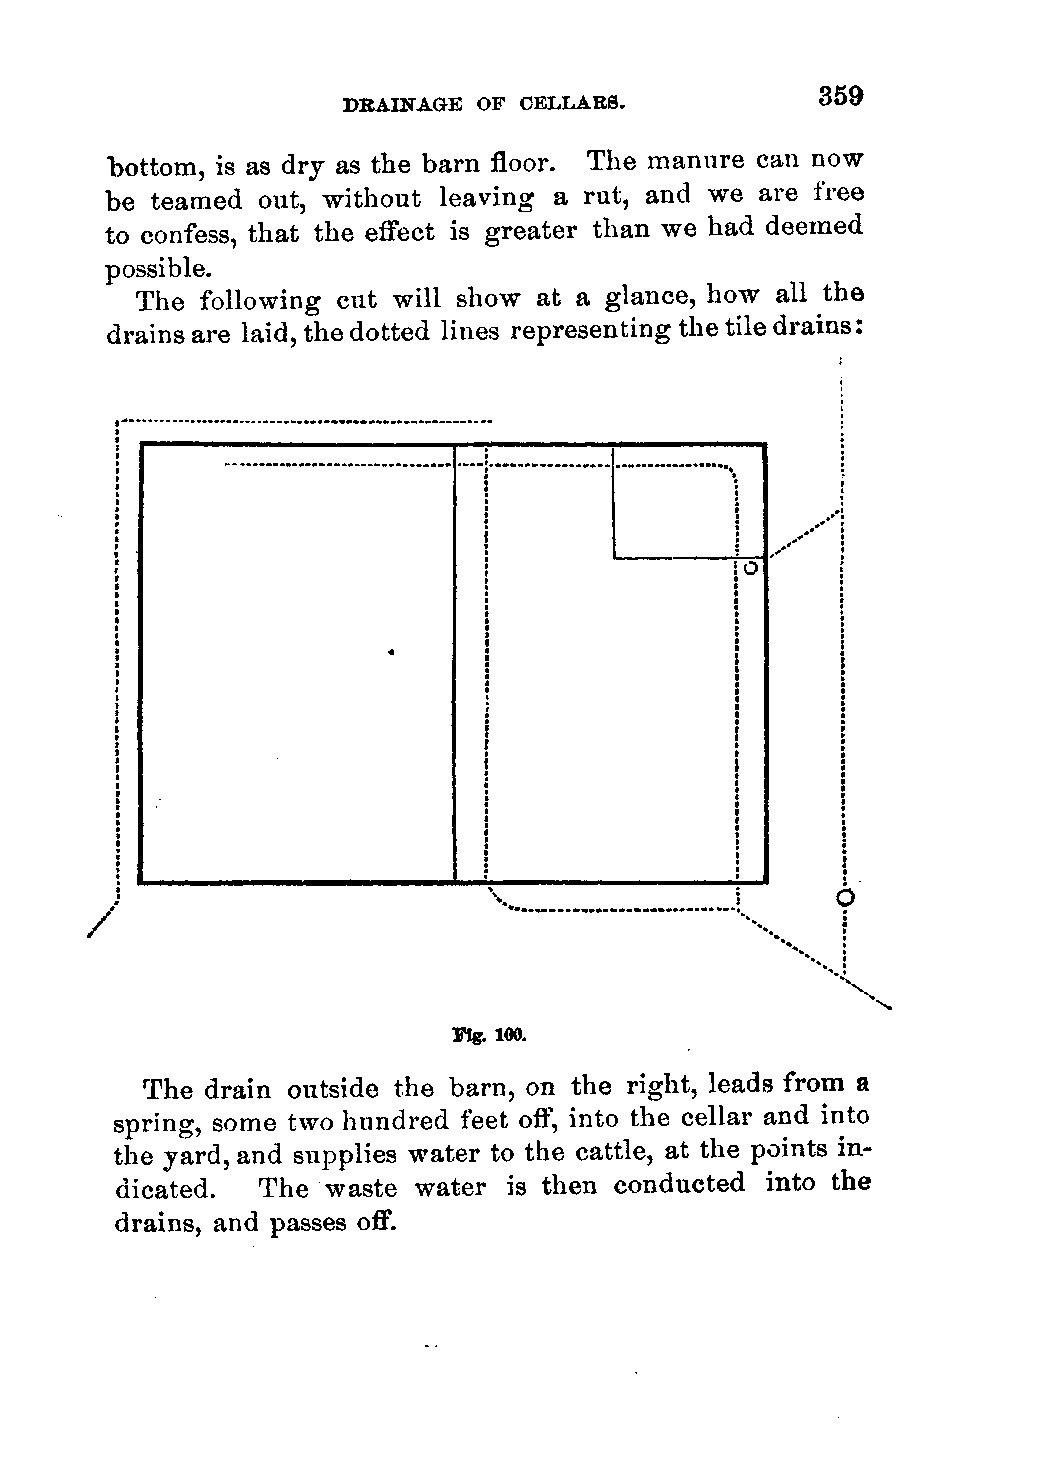 DRAINAGE OF CELLARS. 359
bottom, is as dry as the barn floor. The manure can now
be teamed out, without leaving a rut, and we are free
to confess, that the effect is greater than we had deemed
possible.
The following cut will show at a glance, how all the
drains are laid, the dotted lines representing the tile drains:
Fig. 100.
The drain outside the barn, on the right, leads from a
spring, some two hundred feet off, into the cellar and into
the yard, and supplies water to the cattle, at the points in-
dicated. The waste water is then conducted into the
drains, and passes off.